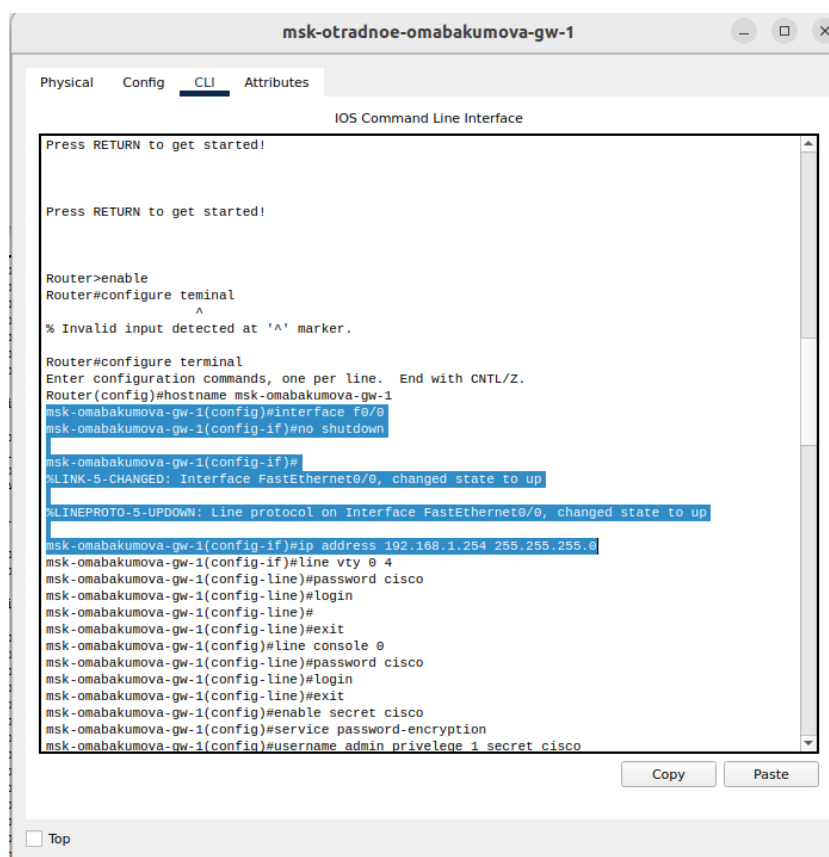 msk-otradnoe-omabakumova-gw-1
Physical Config CLI Attributes
IOS Command Line Interface
Press RETURN to get started!
Press RETURN to get started!
Router>enable
Router#configure teminal
^
% Invalid input detected at '^' marker.
Router#configure terminal
Enter configuration commands, one per line.  End with CNTL/Z.
Router(config)#hostname msk-omabakumova-gw-1
msk-omabakumova-gw-1(config)#interface f0/0
msk-omabakumova-gw-1(config-if)#no shutdown
msk-omabakumova-gw-1(config-if)#
%LINK-5-CHANGED: Interface FastEthernet0/0, changed state to up
%LINEPROTO-5-UPDOWN: Line protocol on Interface FastEthernet0/0, changed state to up
msk-omabakumova-gw-1(config-if)#ip address 192.168.1.254 255.255.255.0
msk-omabakumova-gw-1(config-if)#line vty 0 4
msk-omabakumova-gw-1(config-line)#password cisco
msk-omabakumova-gw-1(config-line)#login
msk-omabakumova-gw-1(config-line)#
msk-omabakumova-gw-1(config-line)#exit
msk-omabakumova-gw-1(config)#line console 0
msk-omabakumova-gw-1(config-line)#password cisco
msk-omabakumova-gw-1(config-line)#login
msk-omabakumova-gw-1(config-line)#exit
msk-omabakumova-gw-1(config)#enable secret cisco
msk-omabakumova-gw-1(config)#service password-encryption
msk-omabakumova-gw-1(config)#username admin privelege 1 secret cisco
Copy Paste
Top